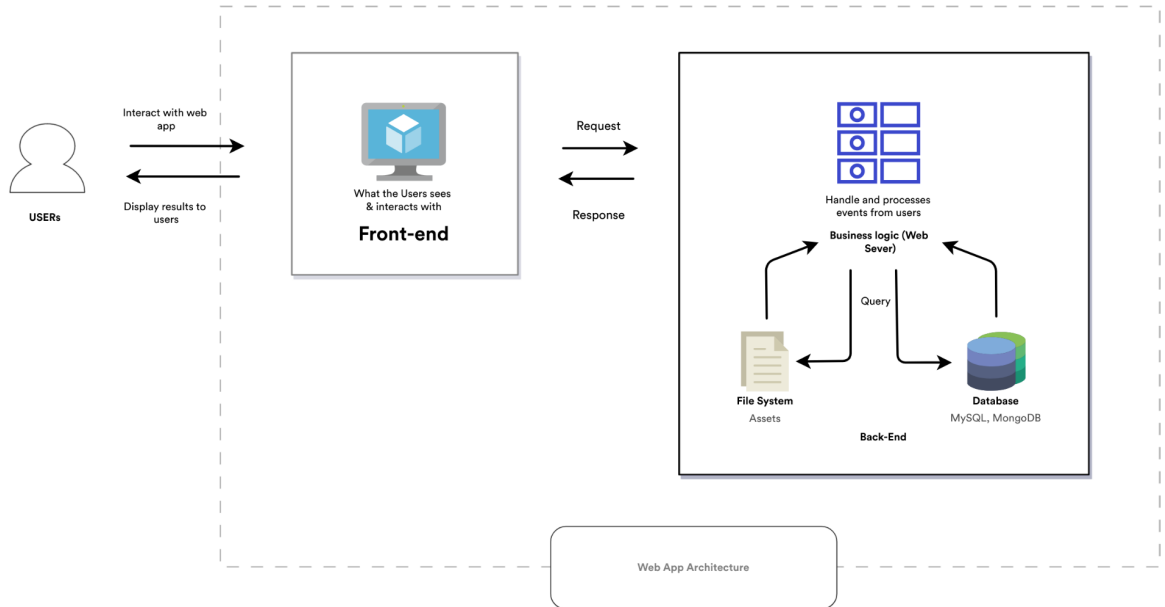 Interact with web
app
USERs
Display results to
users
What the Users sees
& interacts with
Front-end
Request
Response
Handle and processes
events from users
Business logic (Web
Sever)
Query
File System
Assets
Database
MySQL, MongoDB
Back-End
Web App Architecture